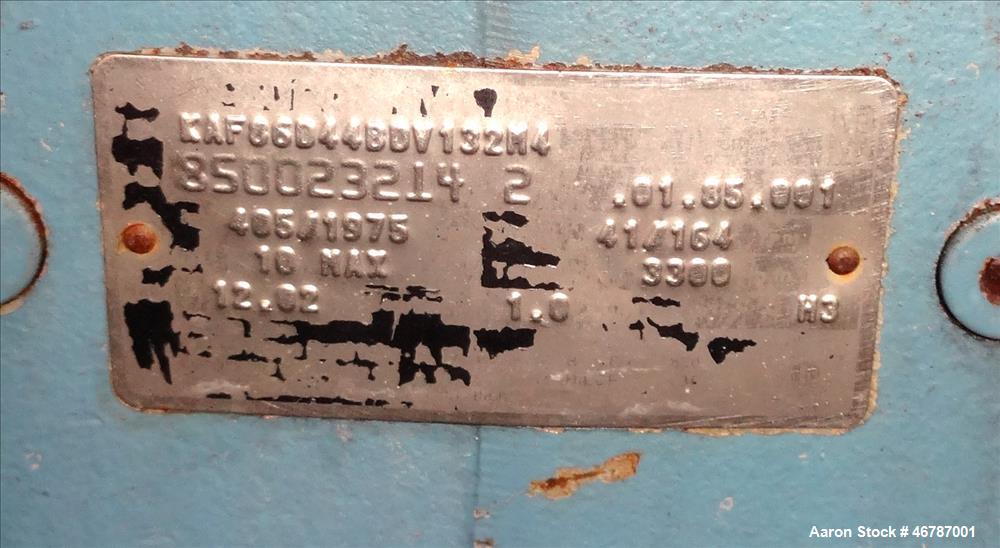 KAF86D44BDV132M4
850023214 2 .01.85.001
405/1975 41/164
10 MAX 3300
12.02 1.0 M3
Aaron Stock # 46787001